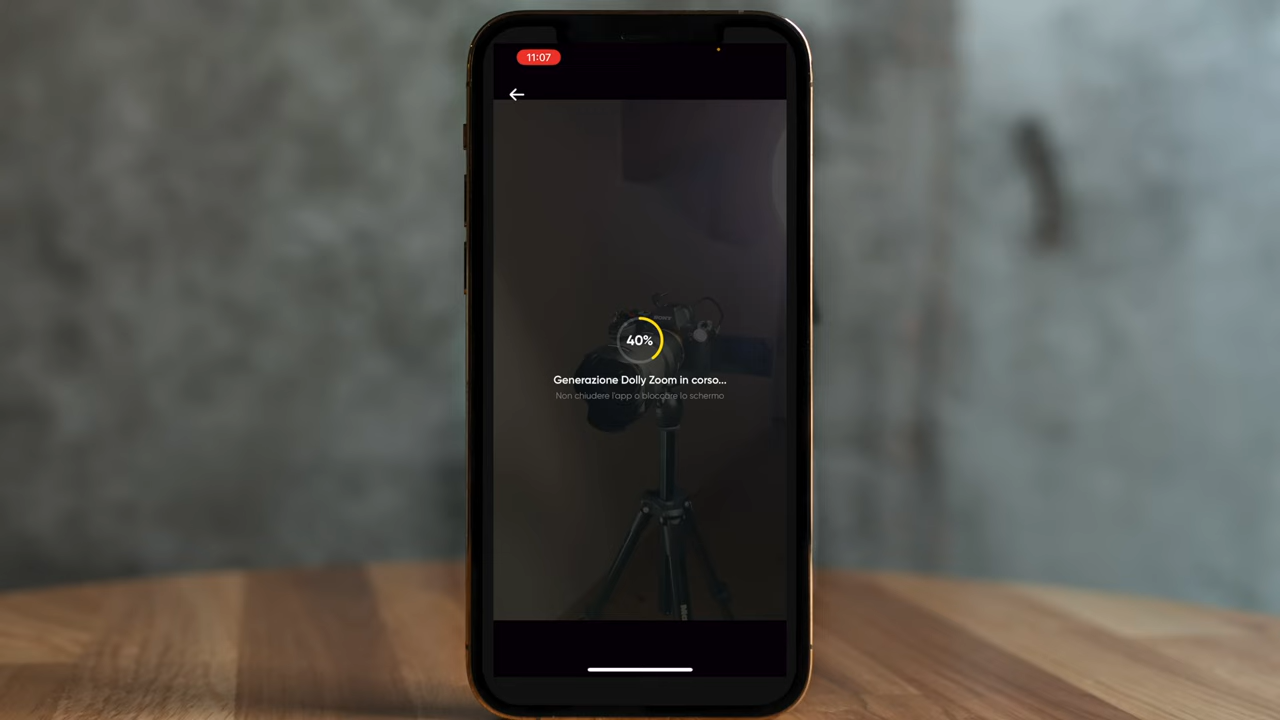 11:07
40%
Generazione Dolly Zoom in corso...
Non chiudere l'app o bloccare lo schermo